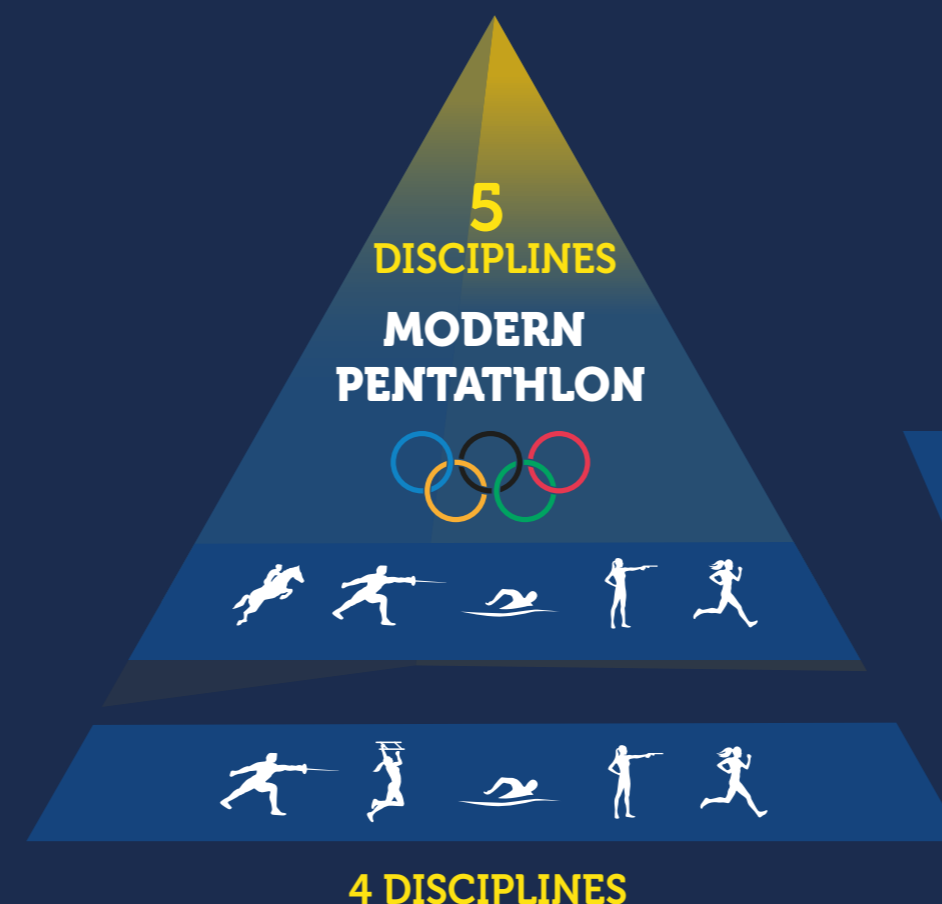 5
DISCIPLINES
MODERN
PENTATHLON
4 DISCIPLINES